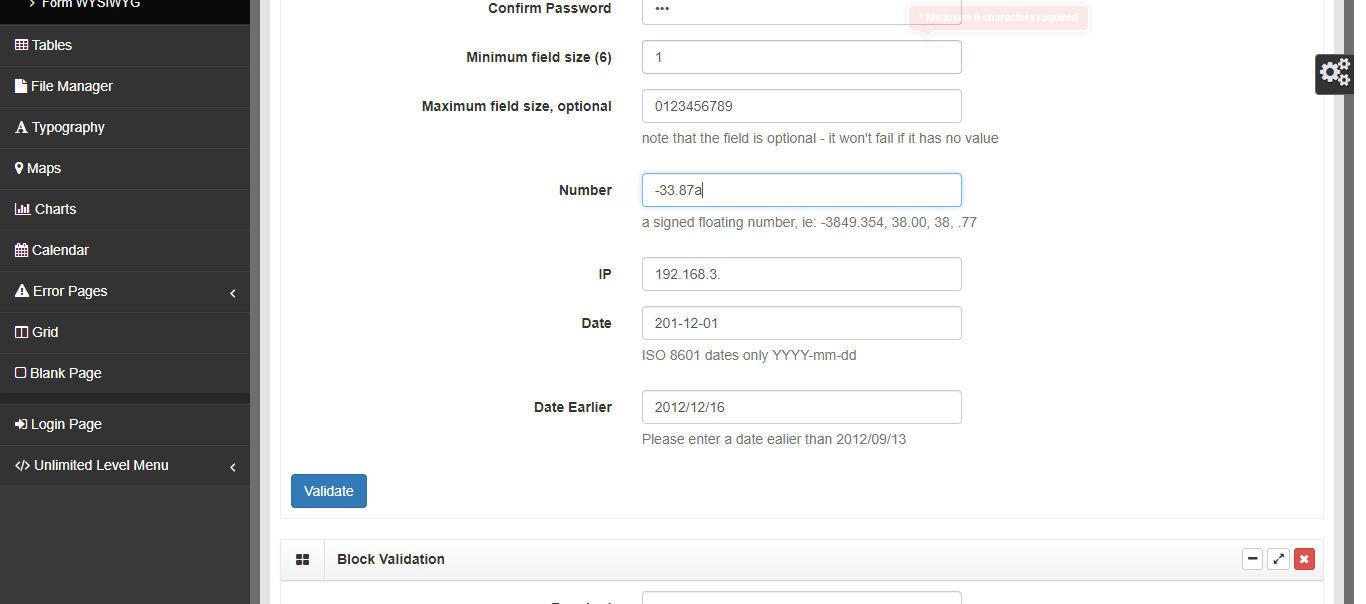 Form WYSIWYG
Tables
File Manager
Typography
Maps
Charts
Calendar
Error Pages
Grid
Blank Page
Login Page
Unlimited Level Menu
Confirm Password
* Minimum 6 characters required
Minimum field size (6) 1
Maximum field size, optional 0123456789
note that the field is optional - it won't fail if it has no value
Number -33.87a
a signed floating number, ie: -3849.354, 38.00, 38, .77
IP 192.168.3.
Date 201-12-01
ISO 8601 dates only YYYY-mm-dd
Date Earlier 2012/12/16
Please enter a date ealier than 2012/09/13
Validate
Block Validation